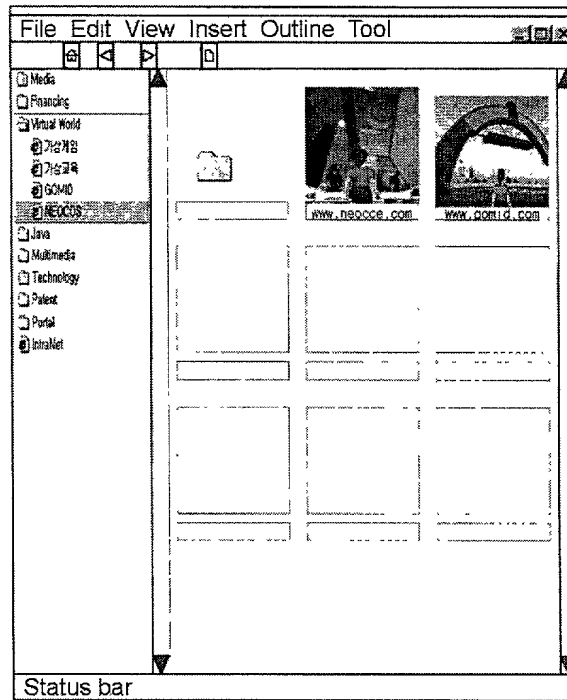 File Edit View Insert Outline Tool
Media
Financing
Virtual World
가상게임
가상교육
GOMID
NEOCOS
Java
Multimedia
Technology
Patent
Portal
IntraNet
www.neocce.com
www.gomid.com
Status bar